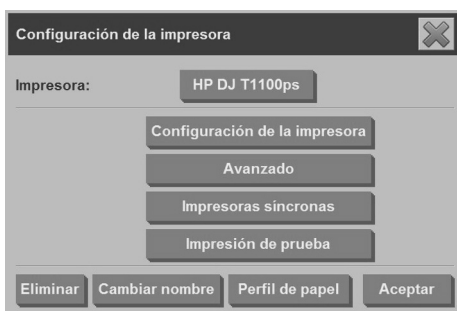 Configuración de la impresora
Impresora: HP DJ T1100ps
Configuración de la impresora
Avanzado
Impresoras síncronas
Impresión de prueba
Eliminar Cambiar nombre Perfil de papel Aceptar